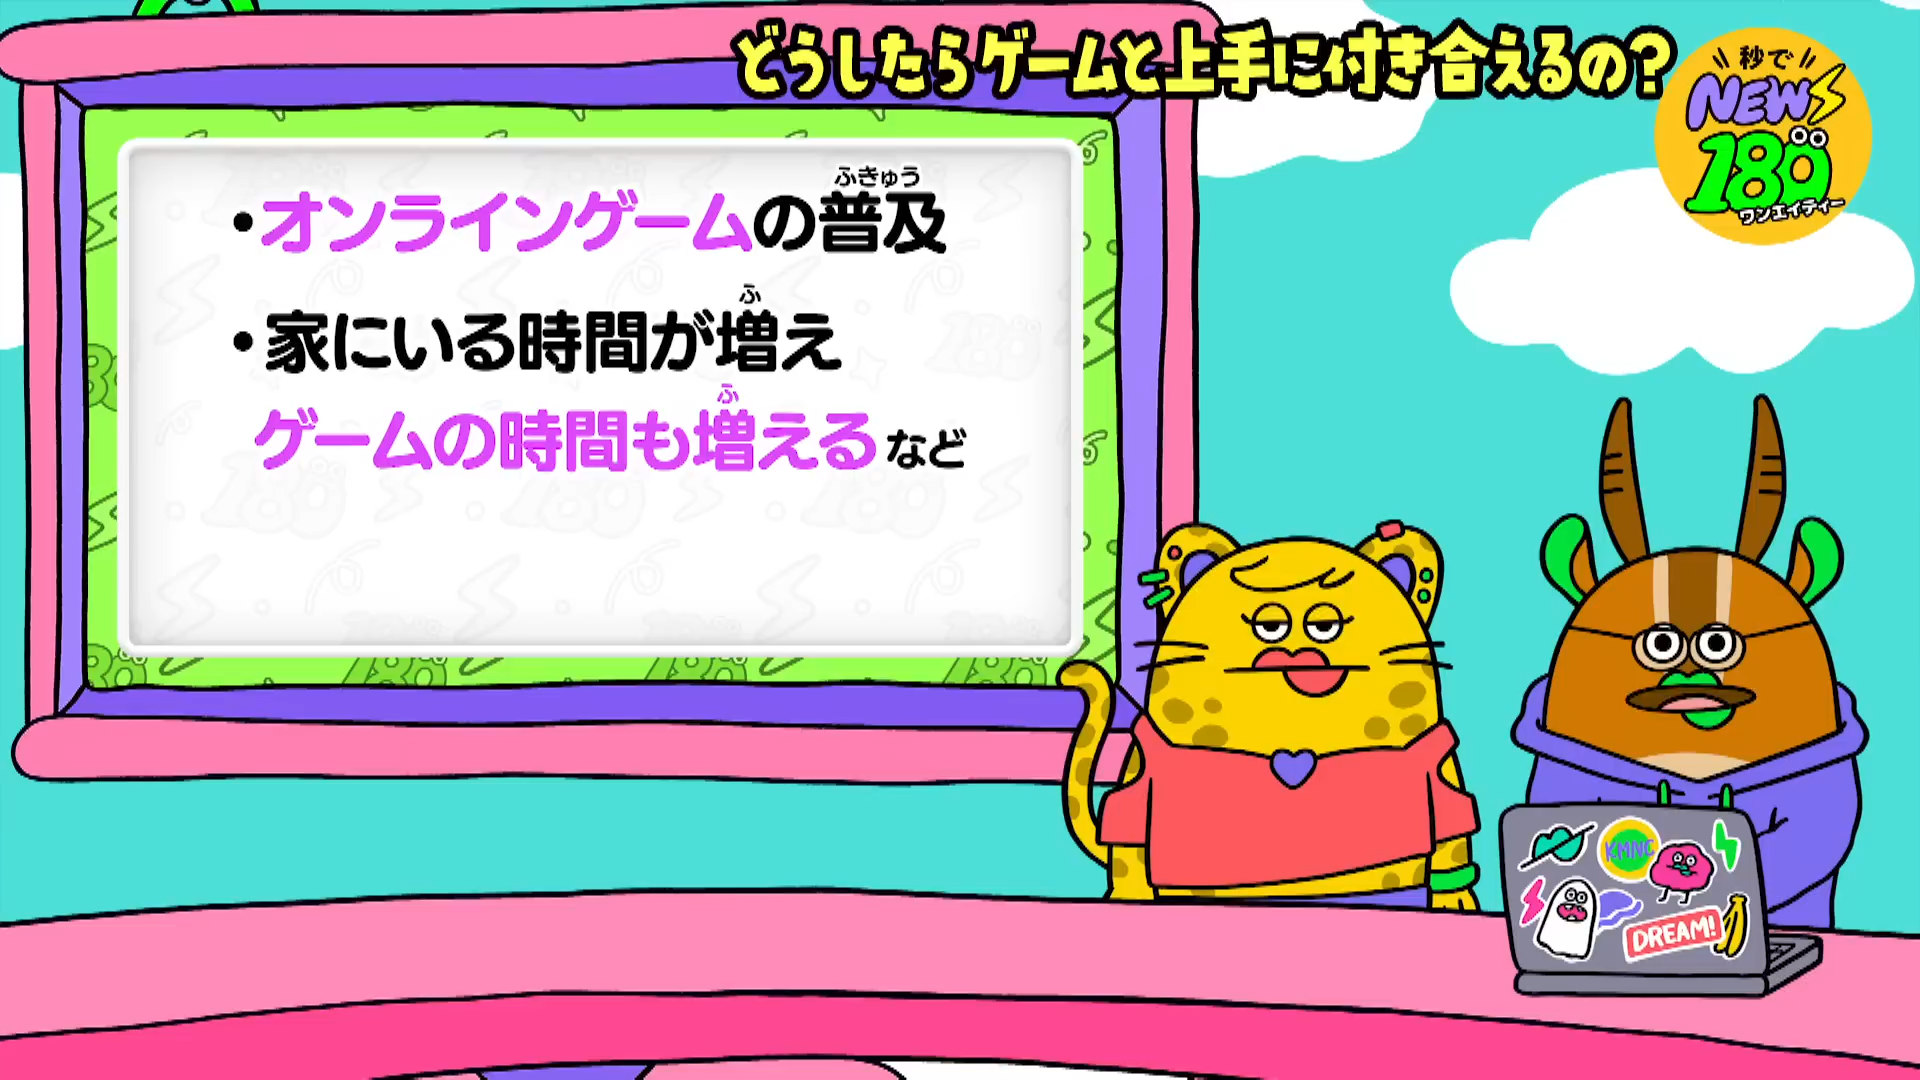 どうしたらゲームと上手に付き合えるの？
秒で
NEWS
180
ワンエイティー
ふきゅう
・オンラインゲームの普及
ふ
・家にいる時間が増え
ふ
ゲームの時間も増える など
KMNC
DREAM!